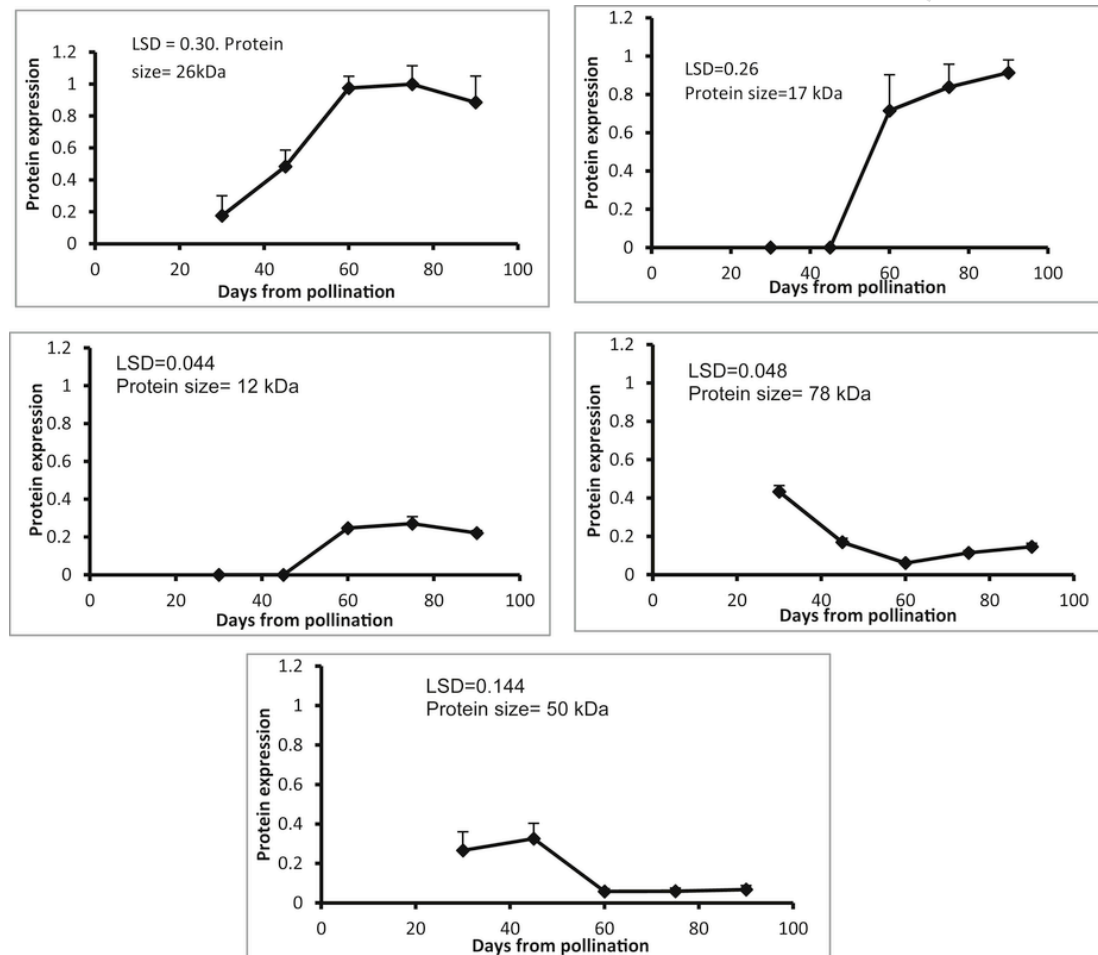 LSD = 0.30. Protein
size= 26kDa
Protein expression
1.2
1
0.8
0.6
0.4
0.2
0
0 20 40 60 80 100
Days from pollination
LSD=0.26
Protein size=17 kDa
Protein expression
1.2
1
0.8
0.6
0.4
0.2
0
0 20 40 60 80 100
Days from pollination
LSD=0.044
Protein size= 12 kDa
Protein expression
1.2
1
0.8
0.6
0.4
0.2
0
0 20 40 60 80 100
Days from pollination
LSD=0.048
Protein size= 78 kDa
Protein expression
1.2
1
0.8
0.6
0.4
0.2
0
0 20 40 60 80 100
Days from pollination
LSD=0.144
Protein size= 50 kDa
Protein expression
1.2
1
0.8
0.6
0.4
0.2
0
0 20 40 60 80 100
Days from pollination